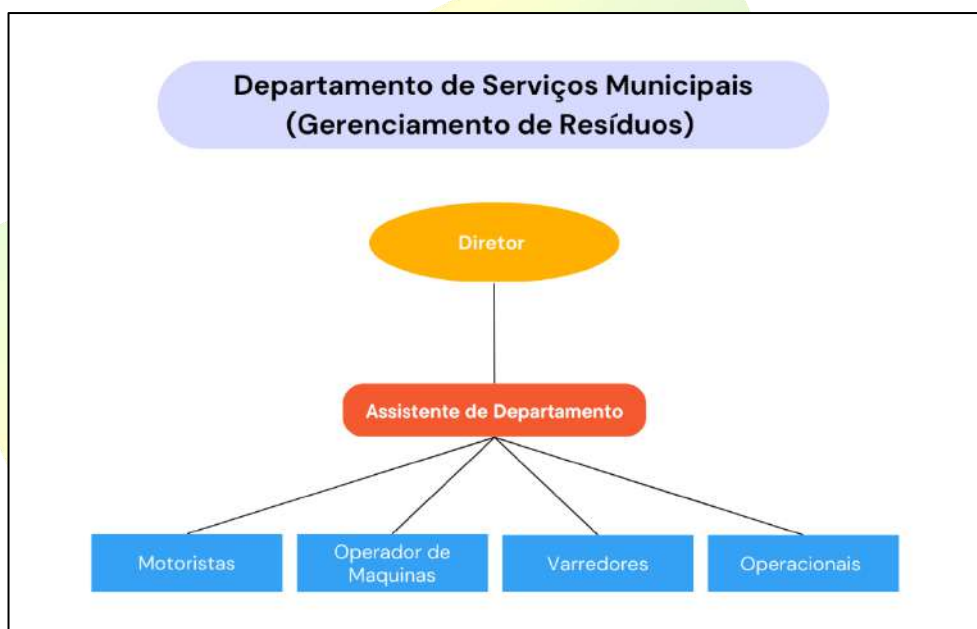 Departamento de Serviços Municipais
(Gerenciamento de Resíduos)
Diretor
Assistente de Departamento
Motoristas
Operador de
Maquinas
Varredores
Operacionais